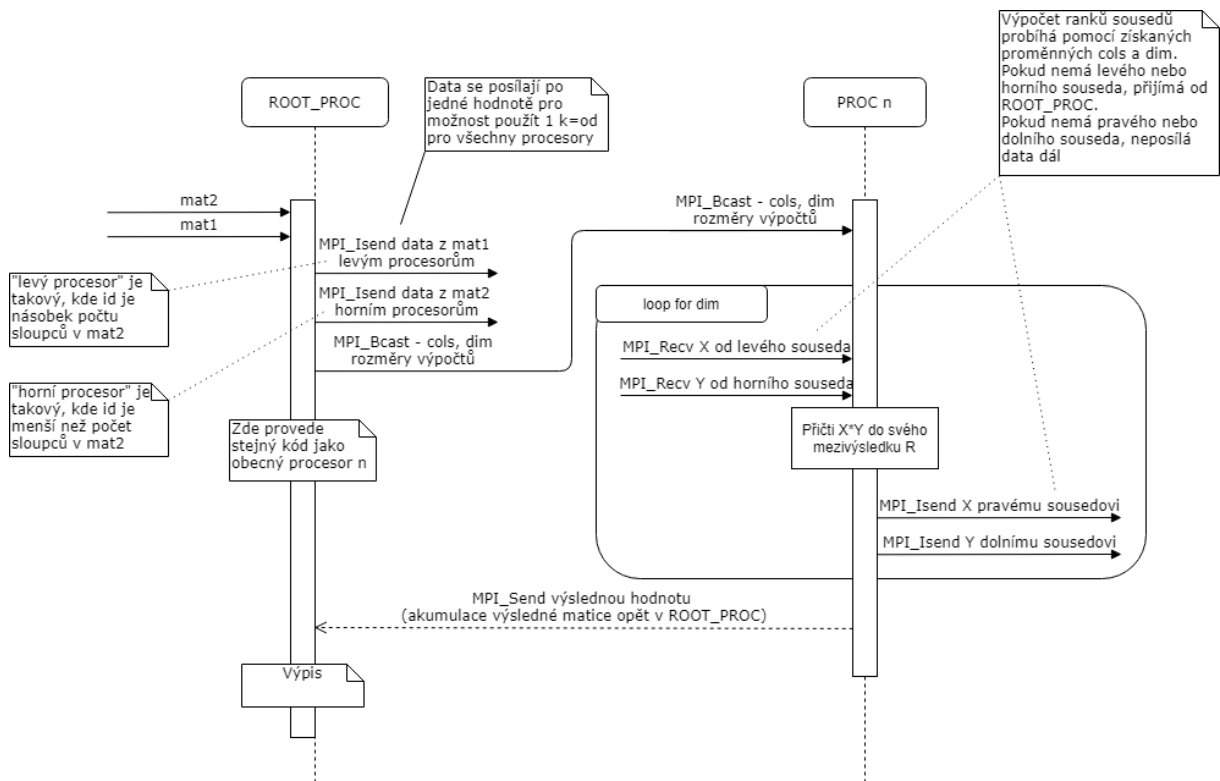 Výpočet ranků sousedů
probíhá pomocí získaných
proměnných cols a dim.
Pokud nemá levého nebo
horního souseda, přijímá od
ROOT_PROC.
Pokud nemá pravého nebo
dolního souseda, neposílá
data dál
ROOT_PROC
Data se posílají po
jedné hodnotě pro
možnost použít 1 k=od
pro všechny procesory
PROC n
mat2
mat1
MPI_Bcast - cols, dim
rozměry výpočtů
MPI_Isend data z mat1
levým procesorům
"levý procesor" je
takový, kde id je
násobek počtu
sloupců v mat2
MPI_Isend data z mat2
horním procesorům
loop for dim
MPI_Bcast - cols, dim
rozměry výpočtů
MPI_Recv X od levého souseda
MPI_Recv Y od horního souseda
"horní procesor" je
takový, kde id je
menší než počet
sloupců v mat2
Zde provede
stejný kód jako
obecný procesor n
Přičti X*Y do svého
mezivýsledku R
MPI_Isend X pravému sousedovi
MPI_Isend Y dolnímu sousedovi
MPI_Send výslednou hodnotu
(akumulace výsledné matice opět v ROOT_PROC)
Výpis